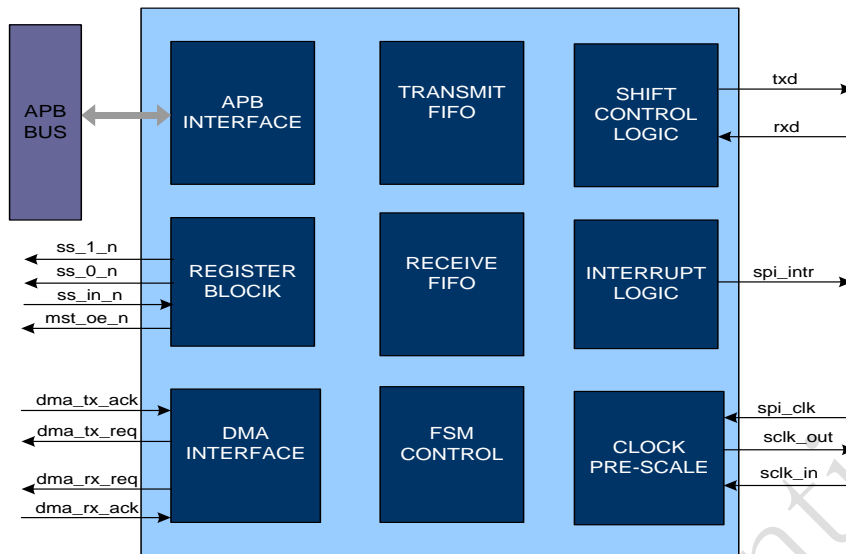 APB
BUS
APB
INTERFACE
TRANSMIT
FIFO
SHIFT
CONTROL
LOGIC
txd
rxd
ss_1_n
ss_0_n
ss_in_n
mst_oe_n
REGISTER
BLOCIK
RECEIVE
FIFO
INTERRUPT
LOGIC
spi_intr
dma_tx_ack
dma_tx_req
dma_rx_req
dma_rx_ack
DMA
INTERFACE
FSM
CONTROL
CLOCK
PRE-SCALE
spi_clk
sclk_out
sclk_in